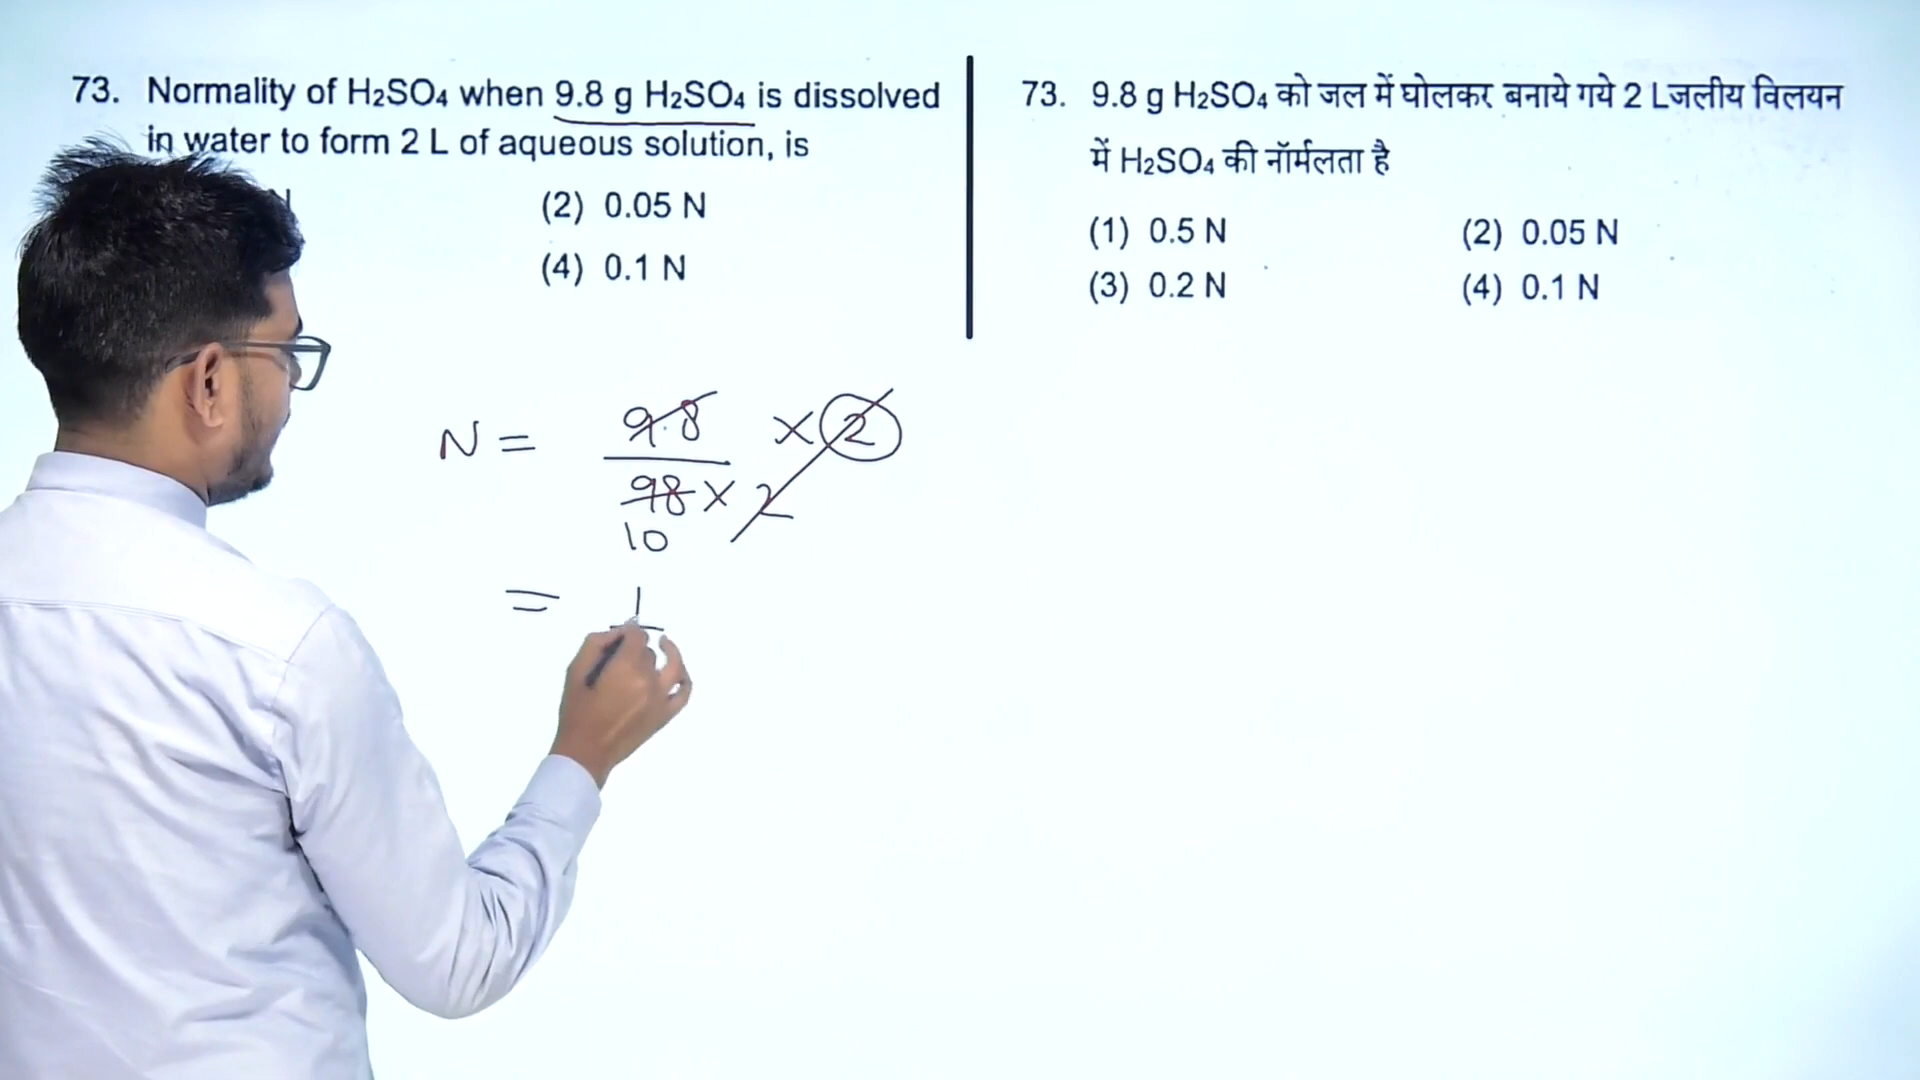 73. Normality of H₂SO₄ when 9.8 g H₂SO₄ is dissolved
in water to form 2 L of aqueous solution, is
N
(2) 0.05 N
(4) 0.1 N
73. 9.8 g H₂SO₄ को जल में घोलकर बनाये गये 2 Lजलीय विलयन
में H₂SO₄ की नॉर्मलता है
(1) 0.5 N (2) 0.05 N
(3) 0.2 N (4) 0.1 N
N = 9.8 × 2
98 × 2
10
= 1